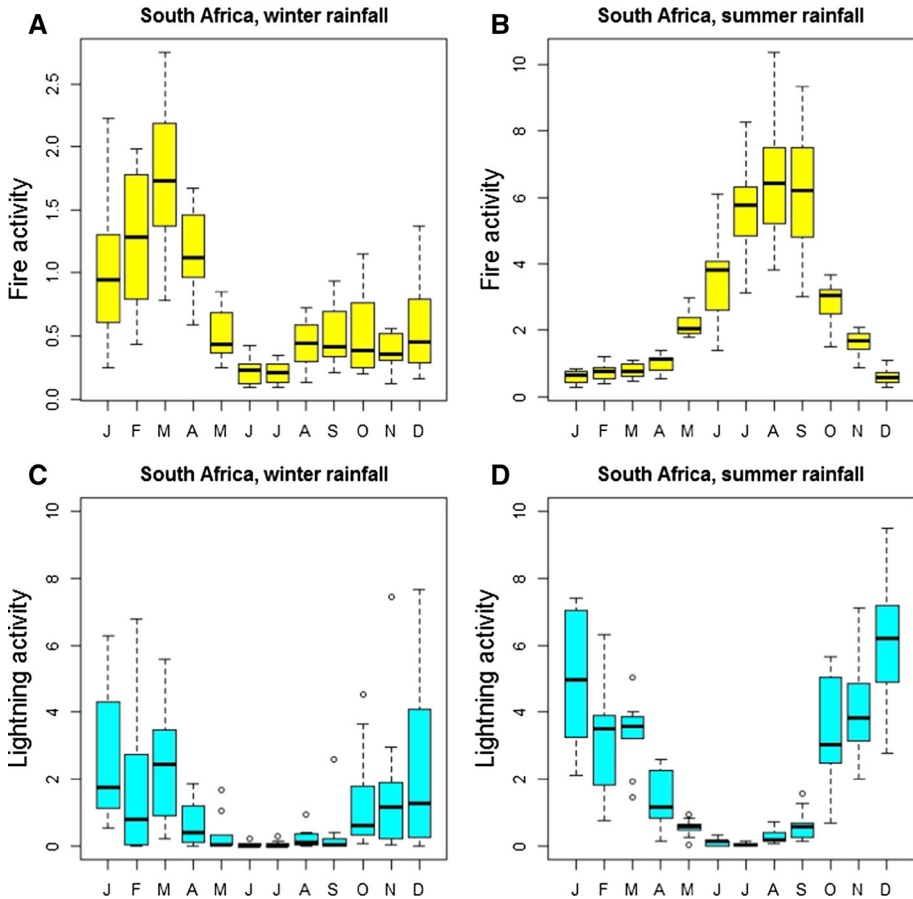 A
South Africa, winter rainfall
Fire activity
2.5
2.0
1.5
1.0
0.5
0.0
J F M A M J J A S O N D
B
South Africa, summer rainfall
Fire activity
10
8
6
4
2
0
J F M A M J J A S O N D
C
South Africa, winter rainfall
Lightning activity
10
8
6
4
2
0
J F M A M J J A S O N D
D
South Africa, summer rainfall
Lightning activity
10
8
6
4
2
0
J F M A M J J A S O N D